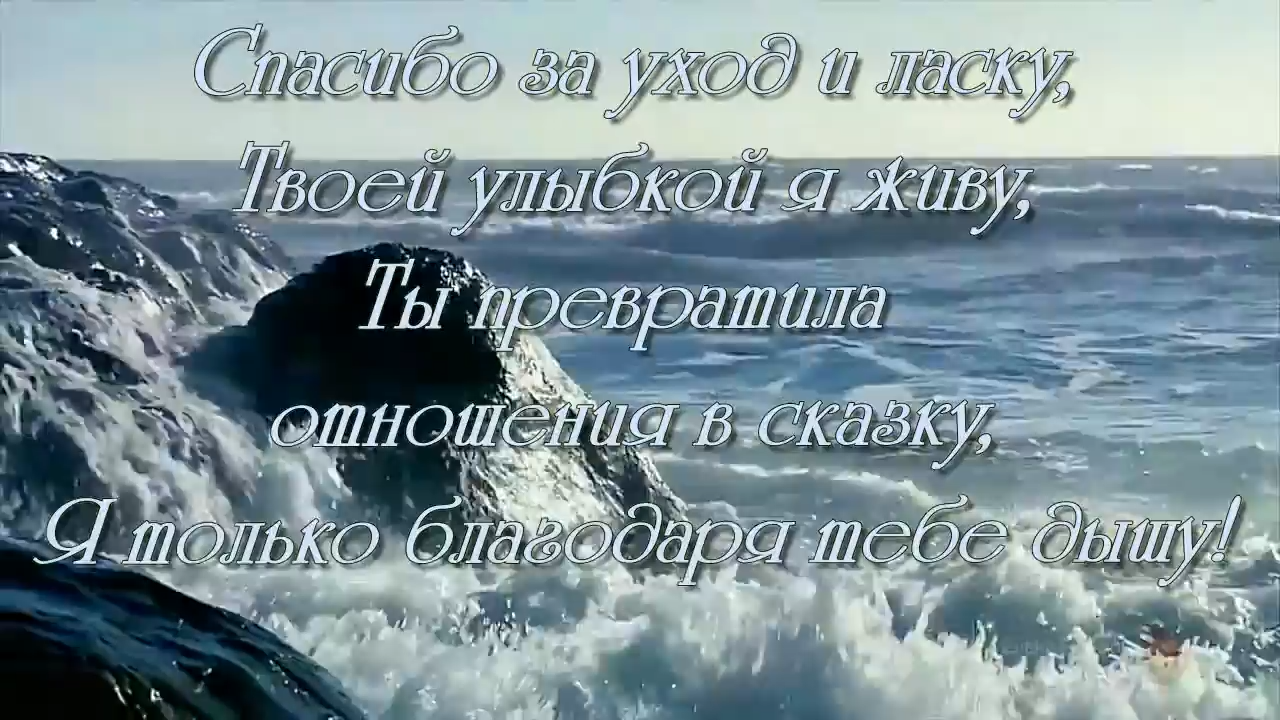 Спасибо за уход и ласку,
Твоей улыбкой я живу,
Ты превратила
отношения в сказку,
Я только благодаря тебе дышу!